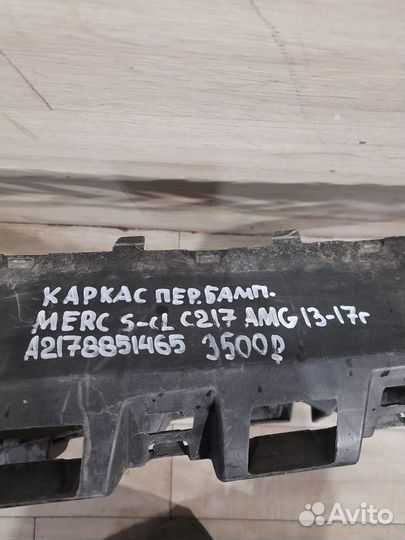 КАРКАС ПЕР.БАМП.
MERC S-CL C217 AMG 13-17г
A2178851465 3500₽
Avito